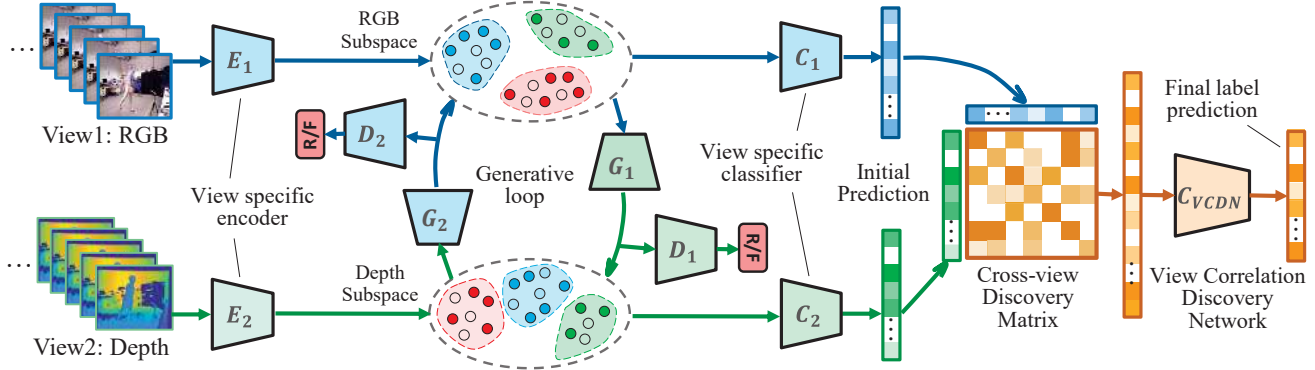 ...
View1: RGB
E1
RGB
Subspace
R/F
D2
G2
View specific
encoder
Generative
loop
G1
D1
R/F
...
View2: Depth
E2
Depth
Subspace
C1
View specific
classifier
C2
Initial
Prediction
Cross-view
Discovery
Matrix
Final label
prediction
CVCDN
View Correlation
Discovery
Network